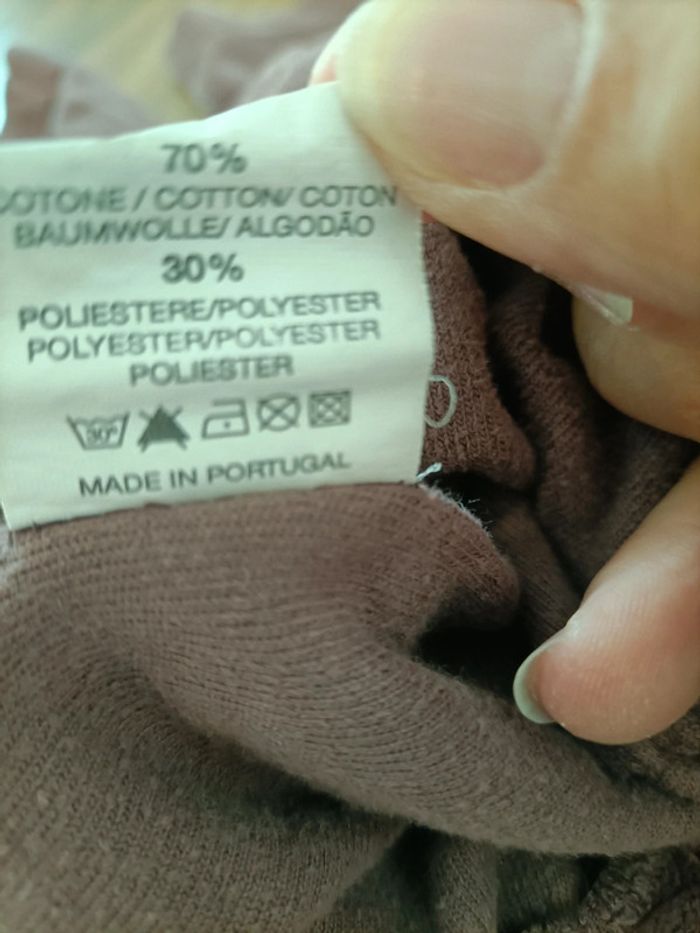 70%
COTONE / COTTON/ COTON
BAUMWOLLE/ ALGODÃO
30%
POLIESTERE/POLYESTER
POLYESTER/POLYESTER
POLIESTER
30°
MADE IN PORTUGAL